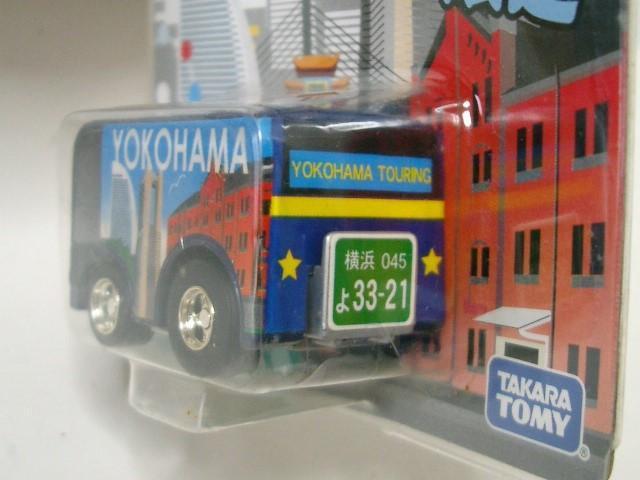 YOKOHAMA
YOKOHAMA TOURING
横浜 045
よ33-21
TAKARA
TOMY
®